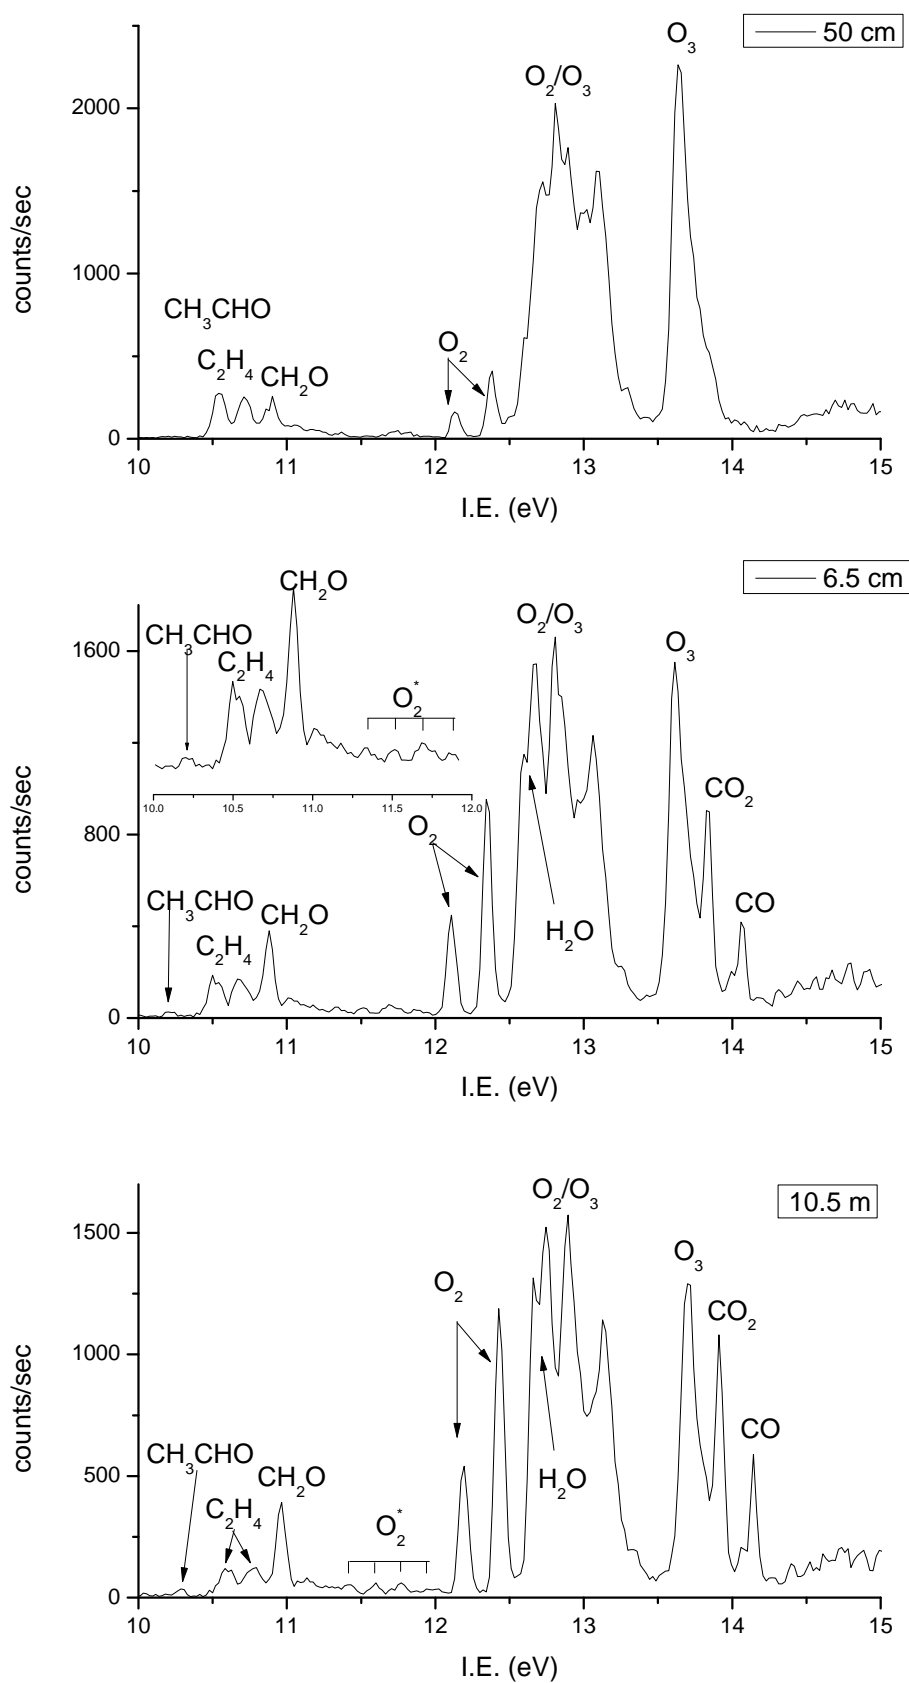 50 cm
O3
O2/O3
2000
counts/sec
1000
CH3CHO
C2H4
CH2O
O2
0
10 11 12 13 14 15
I.E. (eV)
6.5 cm
CH2O
O2/O3
CH3CHO
C2H4
O3
1600
O2*
10.0 10.5 11.0 11.5 12.0
CO2
counts/sec
800
O2
CH3CHO
CH2O
CO
C2H4
H2O
0
10 11 12 13 14 15
I.E. (eV)
10.5 m
O2/O3
1500
O3
O2
CO2
1000
counts/sec
CO
CH3CHO
CH2O
H2O
500
C2H4
O2*
0
10 11 12 13 14 15
I.E. (eV)